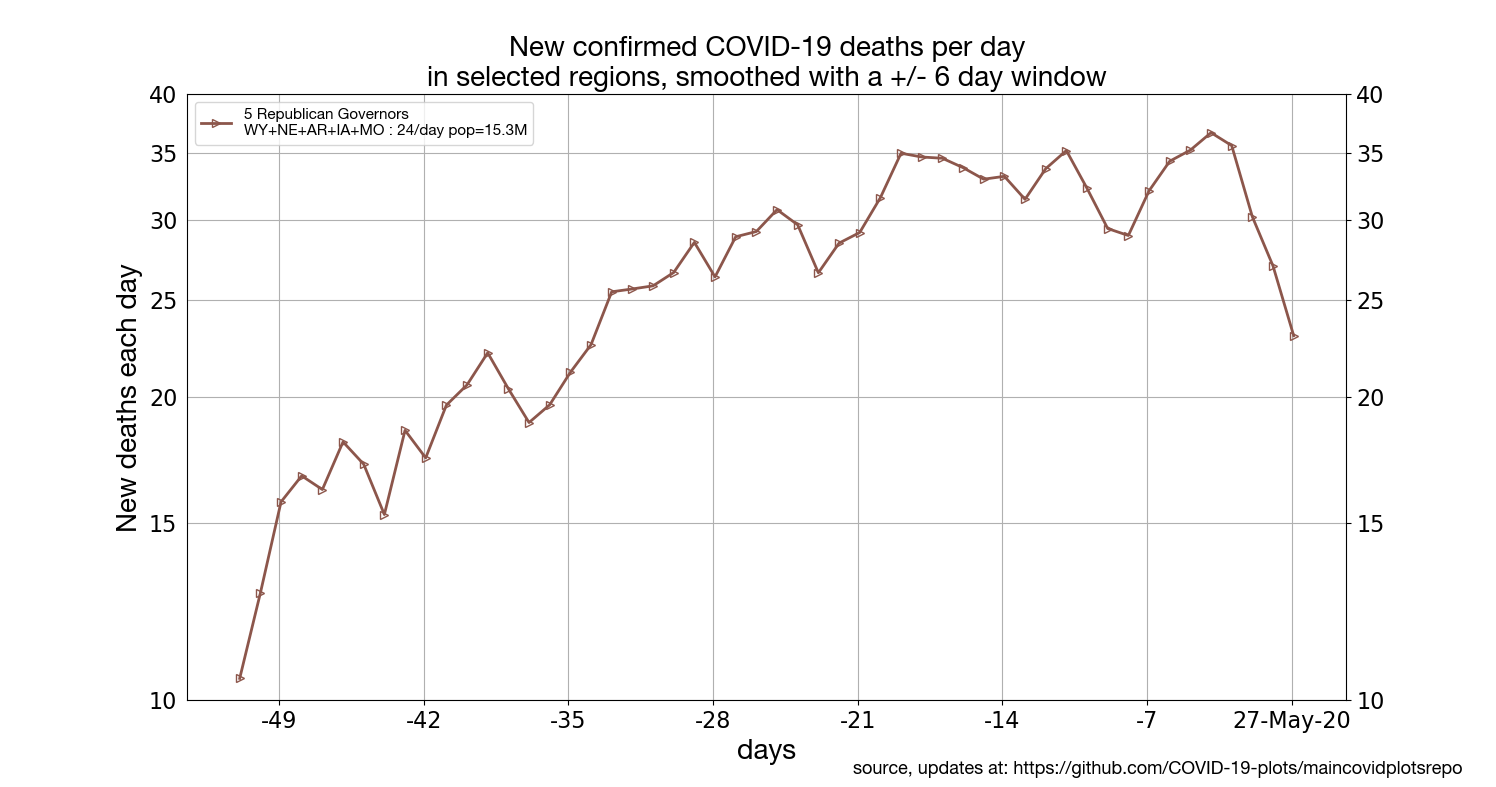 New confirmed COVID-19 deaths per day
in selected regions, smoothed with a +/- 6 day window
5 Republican Governors
WY+NE+AR+IA+MO : 24/day pop=15.3M
New deaths each day
40
35
30
25
20
15
10
40
35
30
25
20
15
10
-49 -42 -35 -28 -21 -14 -7 27-May-20
days
source, updates at: https://github.com/COVID-19-plots/maincovidplotsrepo